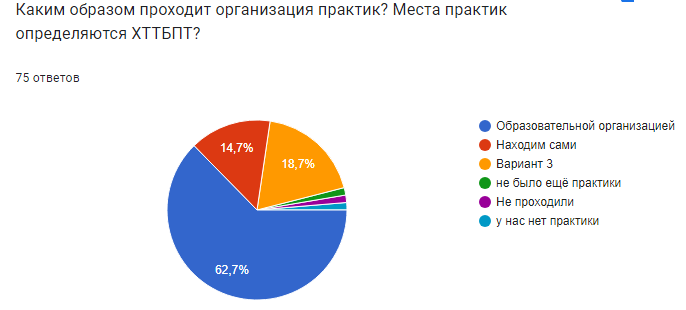 Каким образом проходит организация практик? Места практик
определяются ХТТБПТ?
75 ответов
14,7%
18,7%
62,7%
Образовательной организацией
Находим сами
Вариант 3
не было ещё практики
Не проходили
у нас нет практики